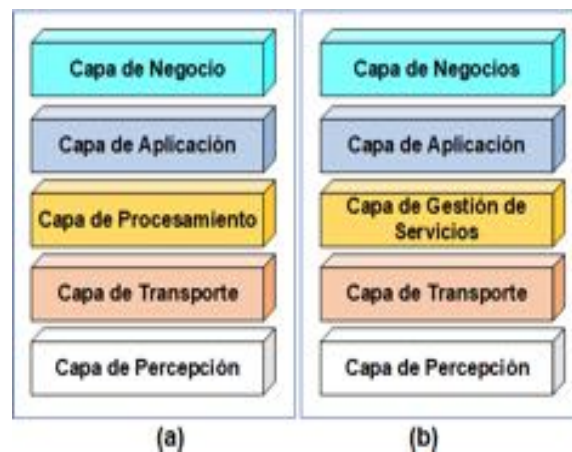 Capa de Negocio
Capa de Aplicación
Capa de Procesamiento
Capa de Transporte
Capa de Percepción
(a)
Capa de Negocios
Capa de Aplicación
Capa de Gestión de
Servicios
Capa de Transporte
Capa de Percepción
(b)